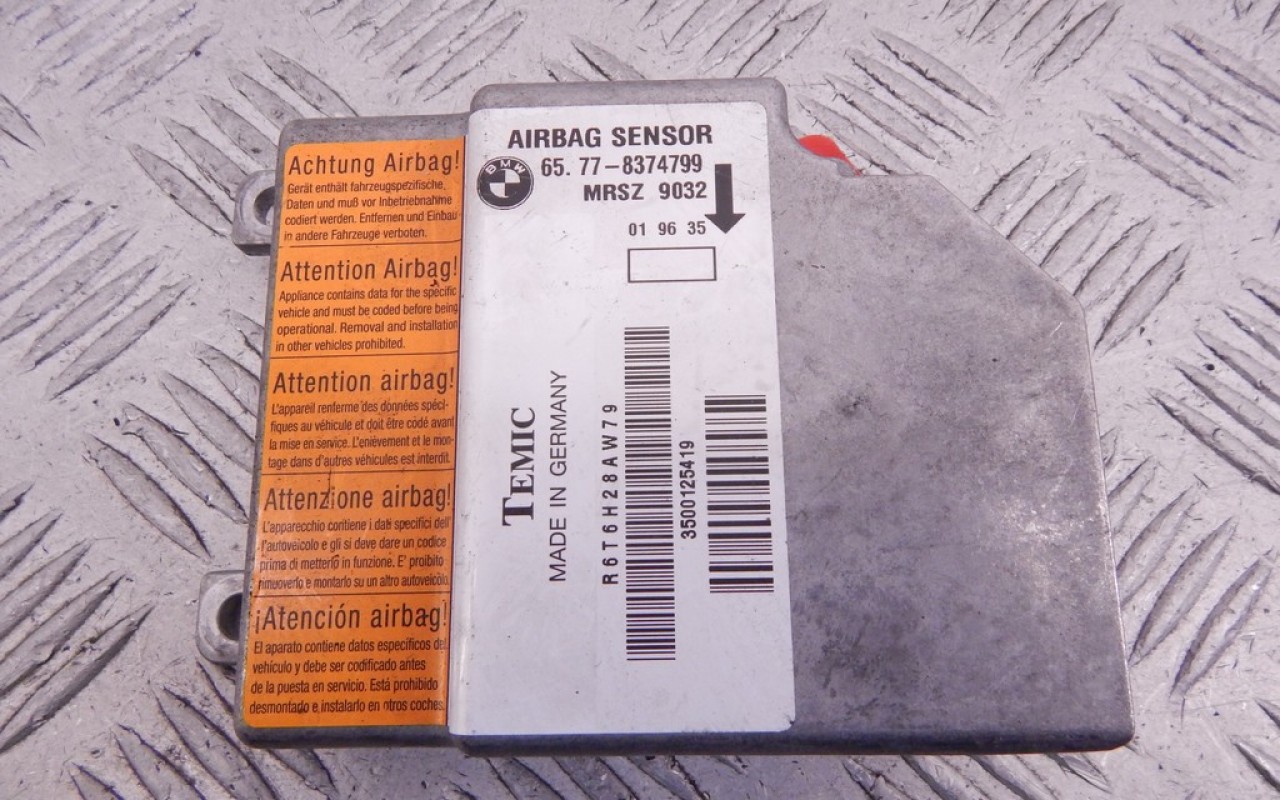 Achtung Airbag!
Gerät enthält fahrzeugspezifische,
Daten und muß vor Inbetriebnahme
codiert werden. Entfernen und Einbau
in andere Fahrzeuge verboten.
Attention Airbag!
Appliance contains data for the specific
vehicle and must be coded before being
operational. Removal and installation
in other vehicles prohibited.
Attention airbag!
L'appareil renferme des données spéci-
fiques au véhicule et doit être codé avant
la mise en service. L'enièvement et le mon-
tage dans d'autres véhicules est interdit.
Attenzione airbag!
L'apparecchio contiene i dati specifici dell'
autoveicolo e gli si deve dare un codice
prima di metterlo in funzione. E' proibito
rimuoverlo e montarlo su un altro autoveicolo.
¡Atención airbag!
El aparato contiene datos específicos del
vehículo y debe ser codificado antes
de la puesta en servicio. Está prohibido
desmontado e instalarlo en otros coches.
AIRBAG SENSOR
BMW
65. 77-8374799
MRSZ 9032
01 96 35
TEMIC
MADE IN GERMANY
R6T6H28AW79
3500125419